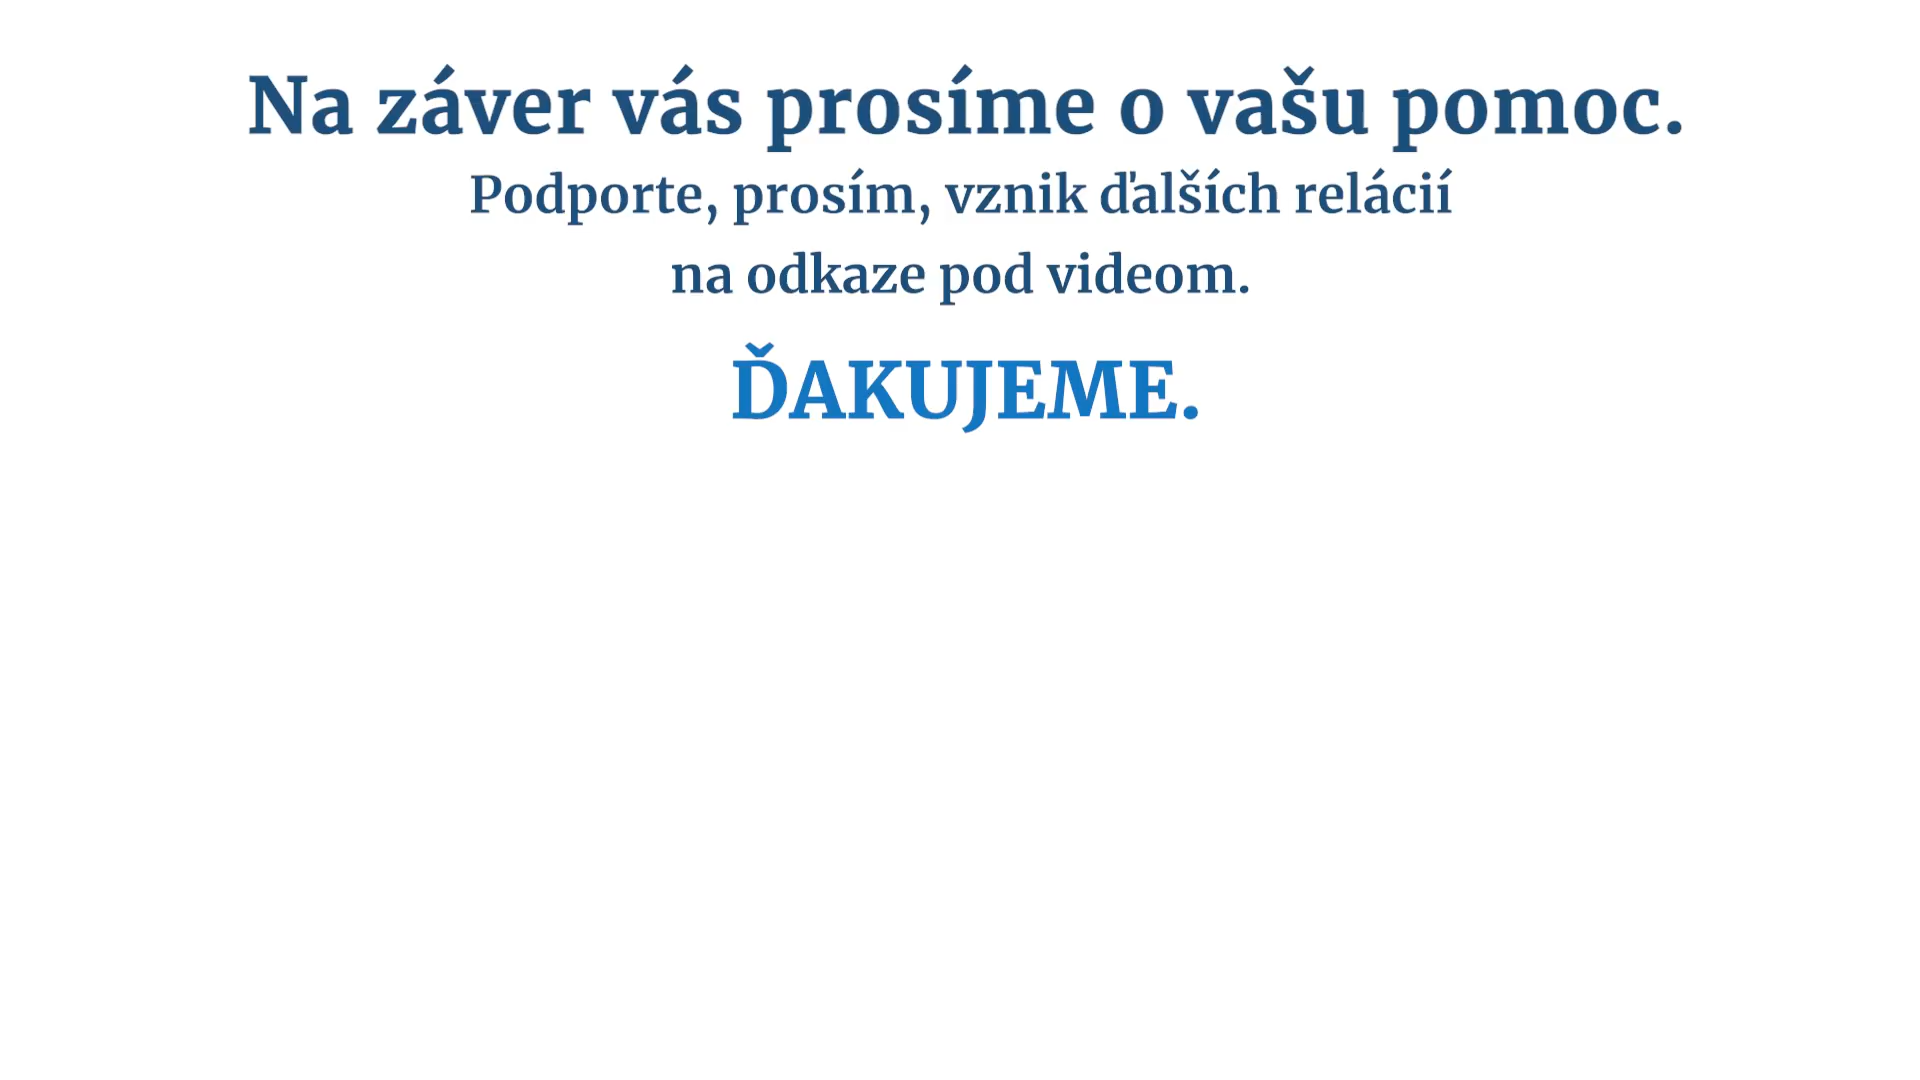 Na záver vás prosíme o vašu pomoc.
Podporte, prosím, vznik ďalších relácií
na odkaze pod videom.
ĎAKUJEME.